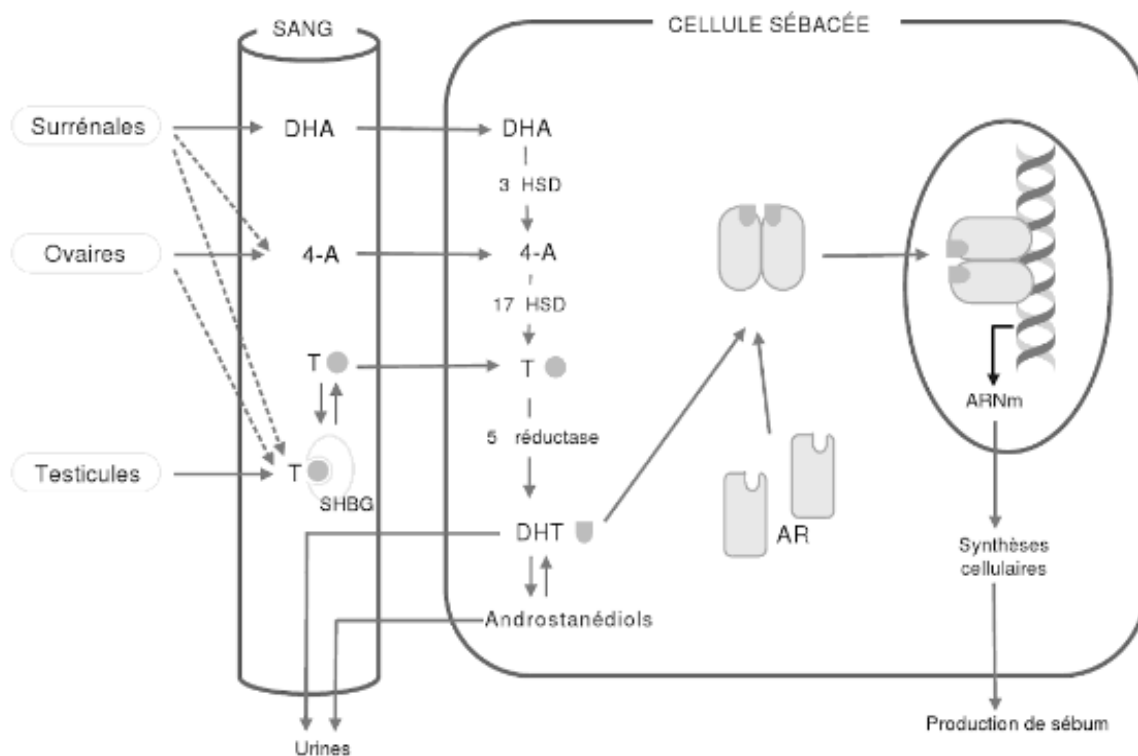 SANG
CELLULE SÉBACÉE
Surrénales
DHA
DHA
3 HSD
Ovaires
4-A
4-A
17 HSD
T
T
ARNm
5 réductase
Testicules
T
SHBG
DHT
AR
Synthèses
cellulaires
Androstanédiols
Production de sébum
Urines